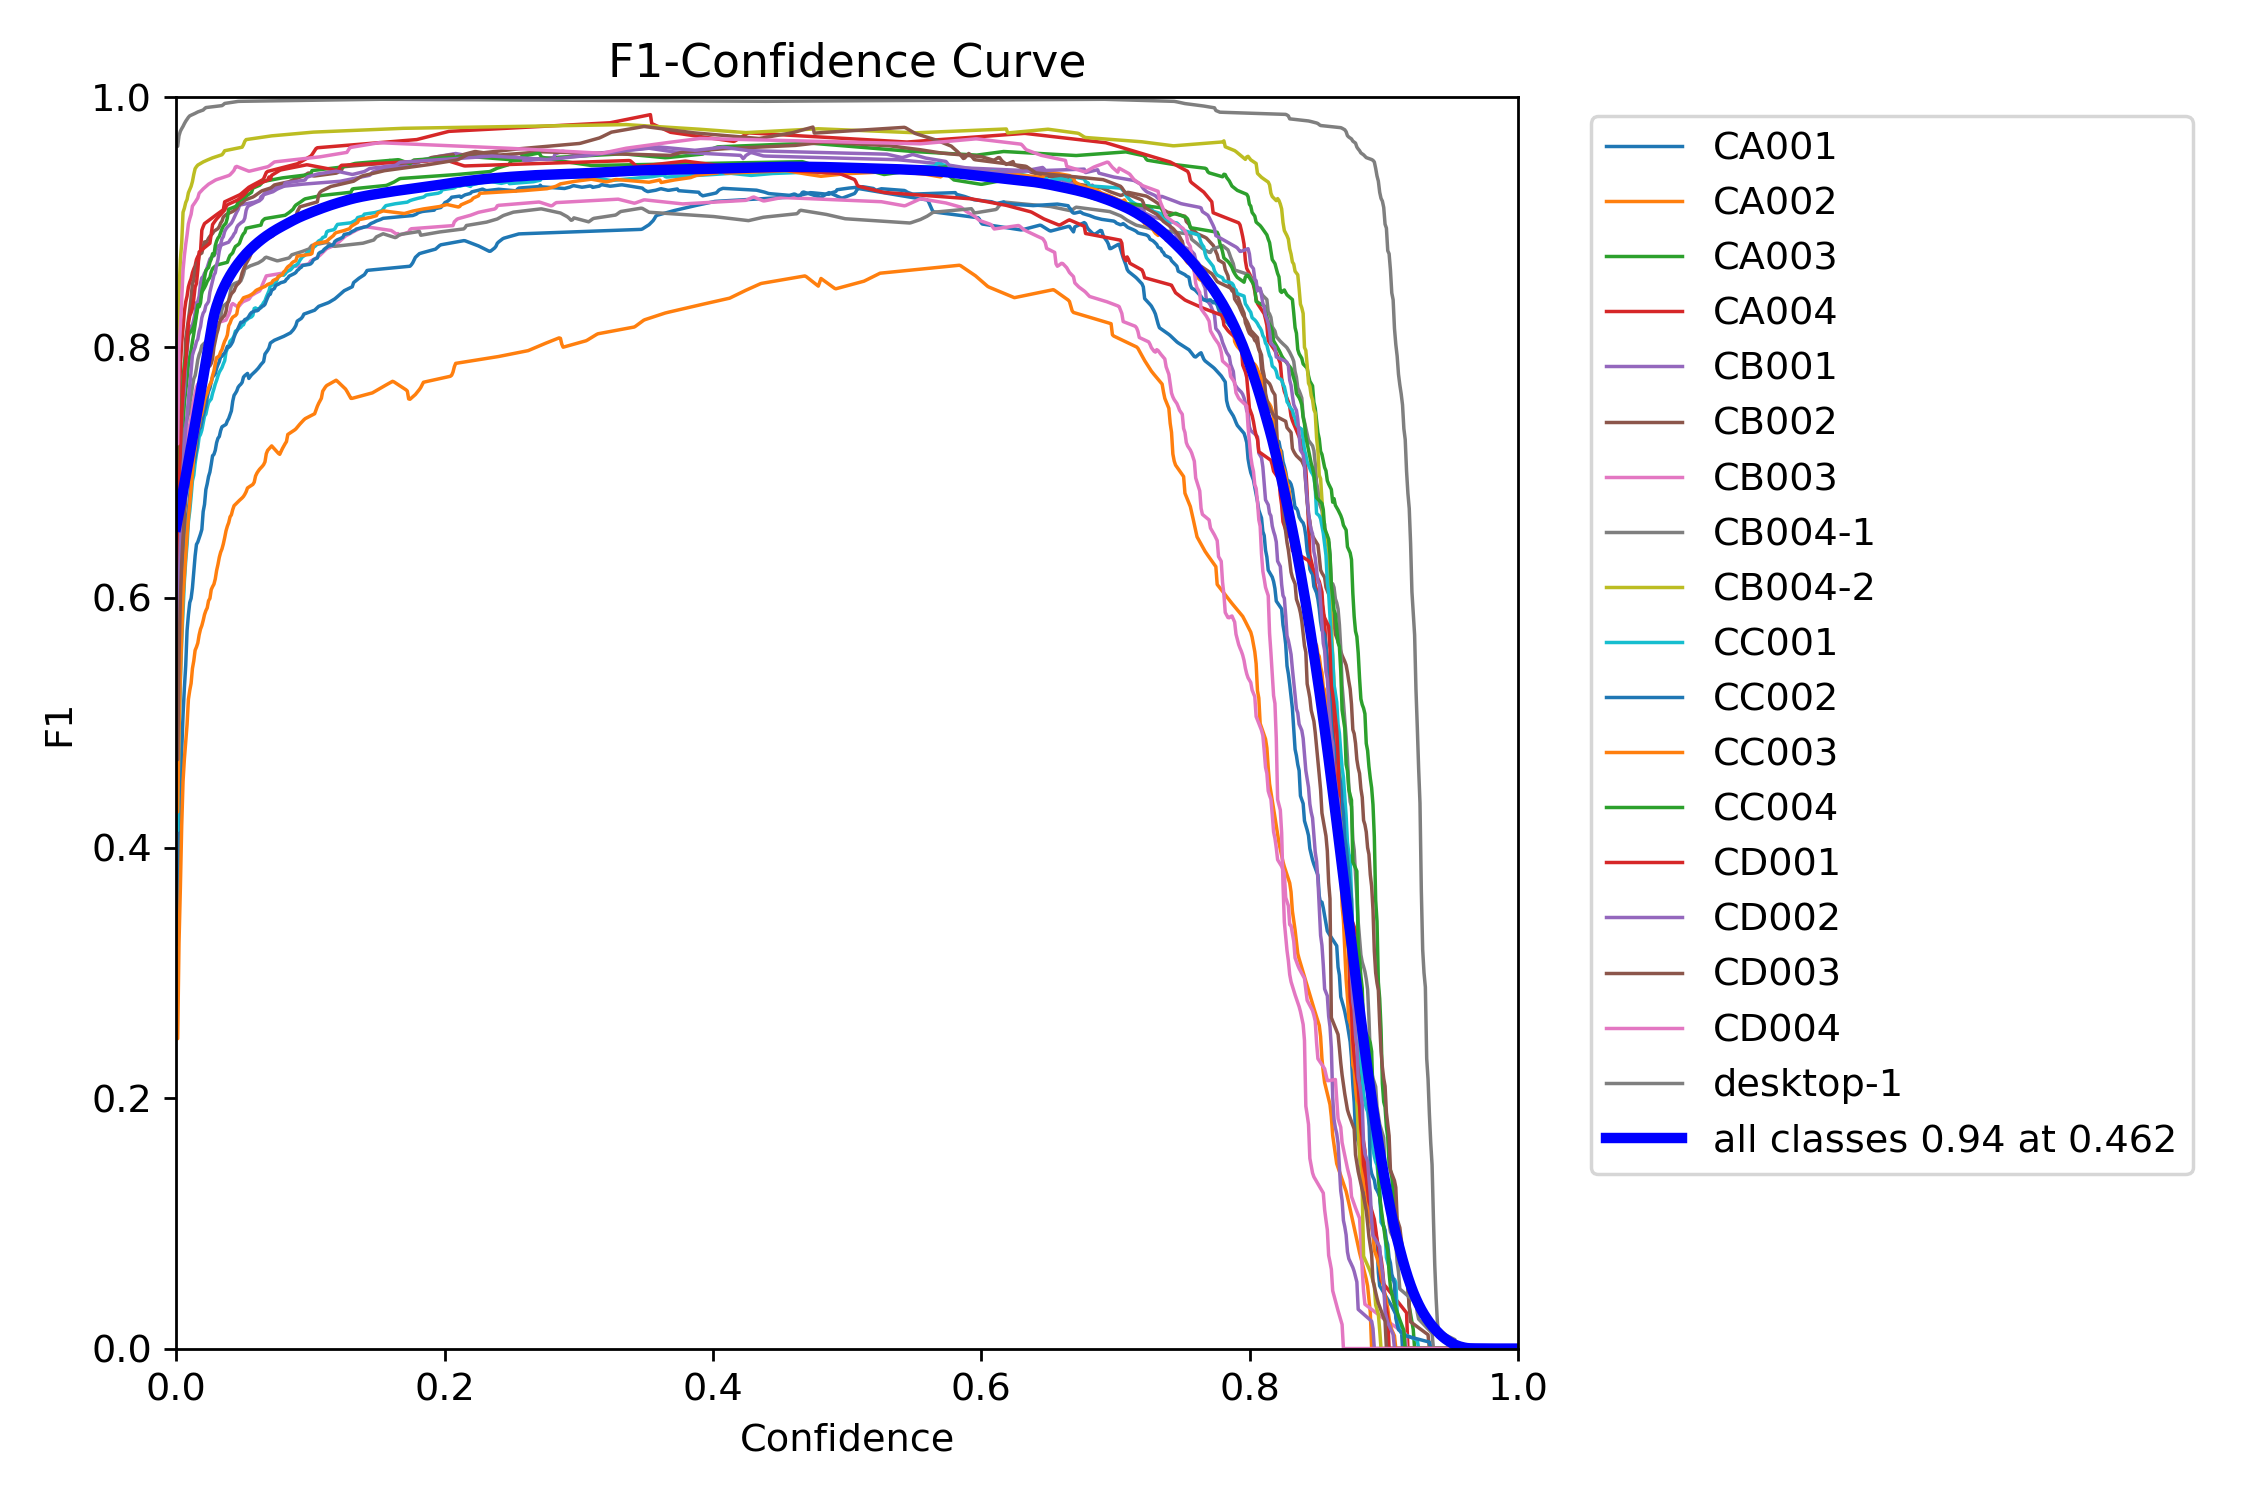 F1-Confidence Curve
1.0
0.8
0.6
0.4
0.2
0.0
F1
0.0 0.2 0.4 0.6 0.8 1.0
Confidence
CA001
CA002
CA003
CA004
CB001
CB002
CB003
CB004-1
CB004-2
CC001
CC002
CC003
CC004
CD001
CD002
CD003
CD004
desktop-1
all classes 0.94 at 0.462